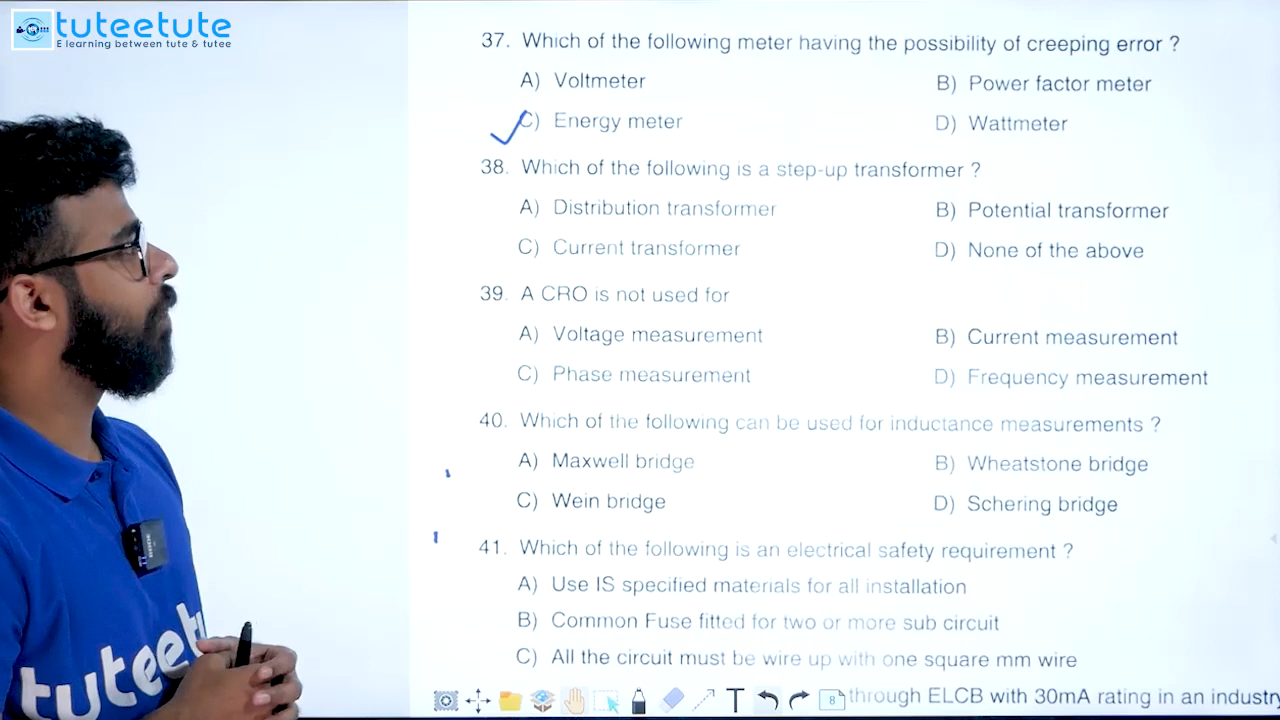 tuteetute
E learning between tute & tutee
37. Which of the following meter having the possibility of creeping error ?
A) Voltmeter B) Power factor meter
C) Energy meter D) Wattmeter
38. Which of the following is a step-up transformer ?
A) Distribution transformer B) Potential transformer
C) Current transformer D) None of the above
39. A CRO is not used for
A) Voltage measurement B) Current measurement
C) Phase measurement D) Frequency measurement
40. Which of the following can be used for inductance measurements ?
A) Maxwell bridge B) Wheatstone bridge
C) Wein bridge D) Schering bridge
41. Which of the following is an electrical safety requirement ?
A) Use IS specified materials for all installation
B) Common Fuse fitted for two or more sub circuit
C) All the circuit must be wire up with one square mm wire
T 8 through ELCB with 30mA rating in an industry
tuteetu